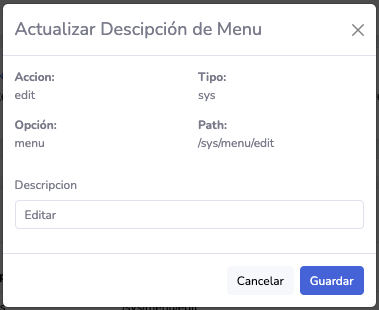 Actualizar Descipción de Menu
Accion:
edit
Tipo:
sys
Opción:
menu
Path:
/sys/menu/edit
Descripcion
Editar
Cancelar
Guardar